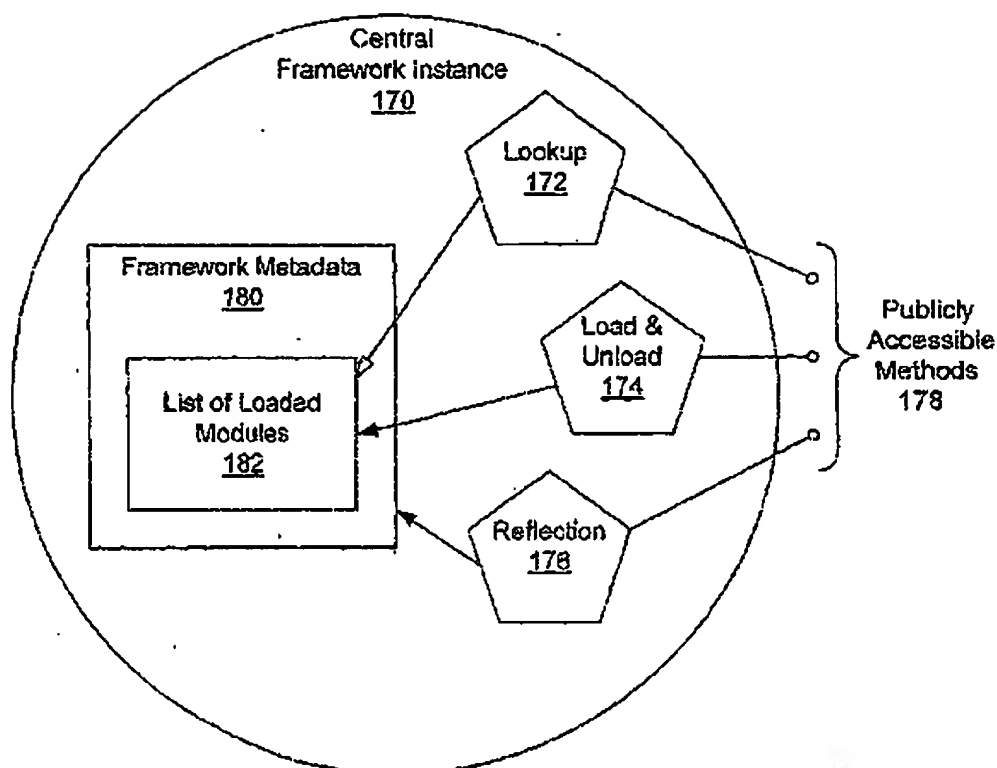 Central
Framework Instance
170
Lookup
172
Framework Metadata
180
Load &
Unload
174
List of Loaded
Modules
182
Reflection
176
Publicly
Accessible
Methods
178